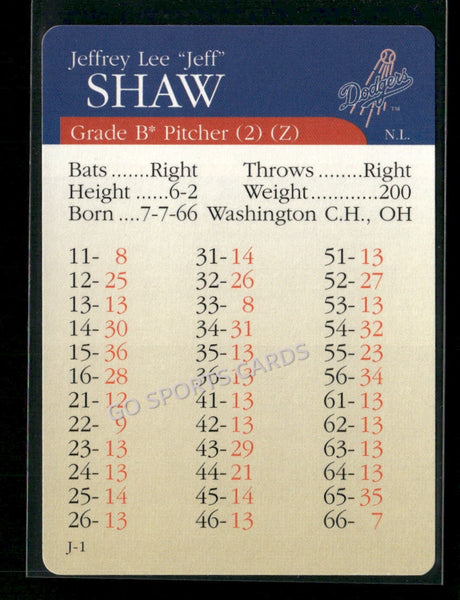 Jeffrey Lee “Jeff”
SHAW
Dodgers ™
Grade B* Pitcher (2) (Z) N.L.
Bats .......Right Throws ........Right
Height ......6-2 Weight............200
Born ....7-7-66 Washington C.H., OH
11- 8 31-14 51-13
12-25 32-26 52-27
13-13 33- 8 53-13
14-30 34-31 54-32
15-36 35-13 55-23
16-28 36-13 56-34
21-12 41-13 61-13
22- 9 42-13 62-13
23-13 43-29 63-13
24-13 44-21 64-13
25-14 45-14 65-35
26-13 46-13 66- 7
J-1
GO SPORTS CARDS